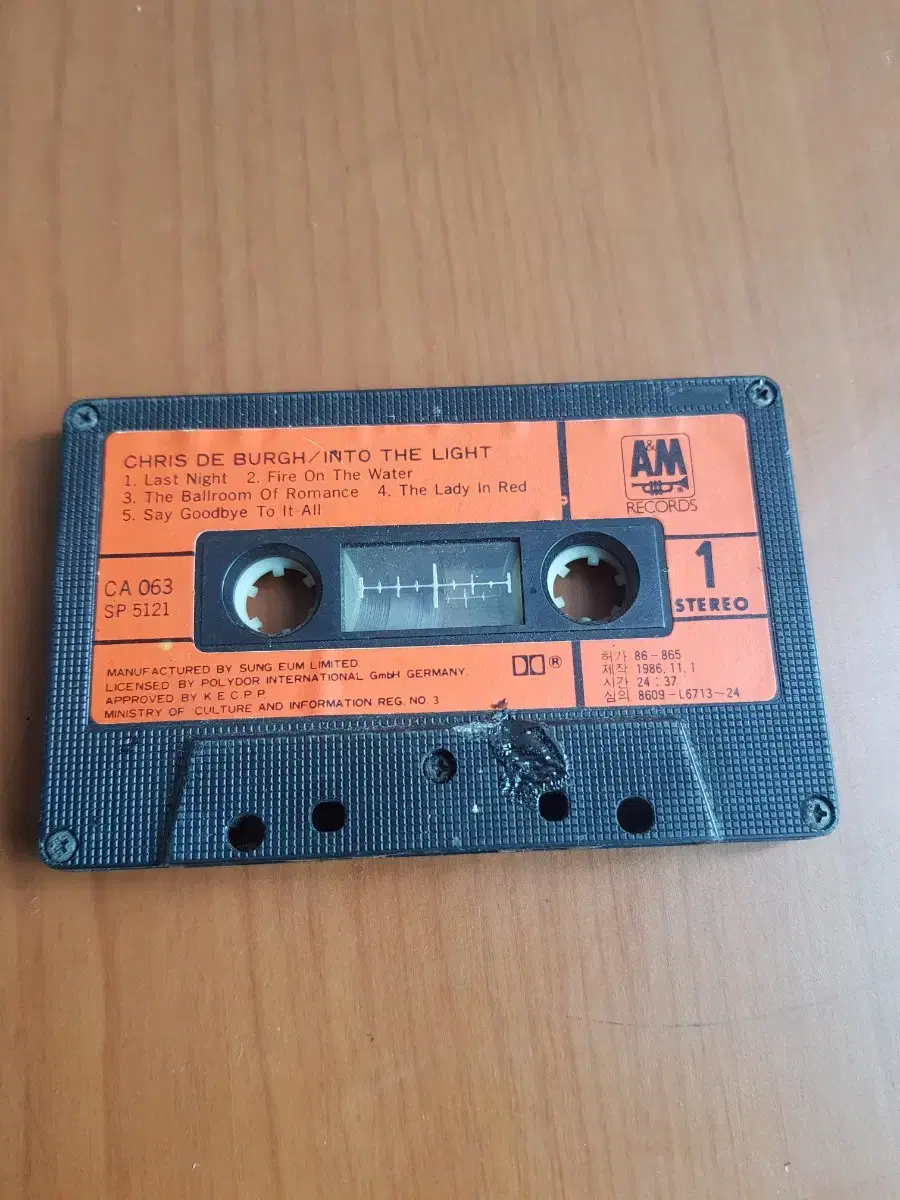 CHRIS DE BURGH/INTO THE LIGHT
1. Last Night 2. Fire On The Water
3. The Ballroom Of Romance 4. The Lady In Red
5. Say Goodbye To It All
A&M
RECORDS
CA 063
SP 5121
1
STEREO
MANUFACTURED BY SUNG EUM LIMITED.
LICENSED BY POLYDOR INTERNATIONAL GmbH GERMANY.
APPROVED BY K.E.C.P.P.
MINISTRY OF CULTURE AND INFORMATION REG. NO. 3
허가 86-865
제작 1986.11.1
시간 24:37
심의 8609-L6713~24